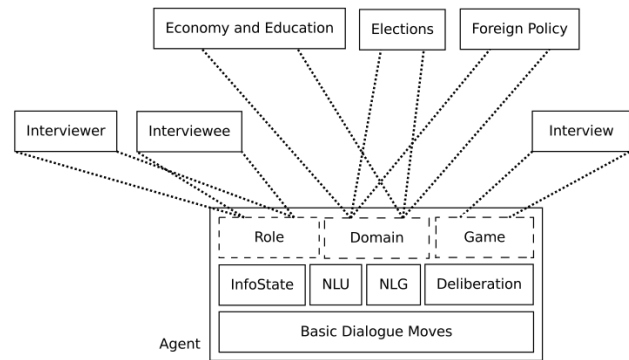 Economy and Education
Elections
Foreign Policy
Interviewer
Interviewee
Interview
Role
Domain
Game
InfoState
NLU
NLG
Deliberation
Agent
Basic Dialogue Moves